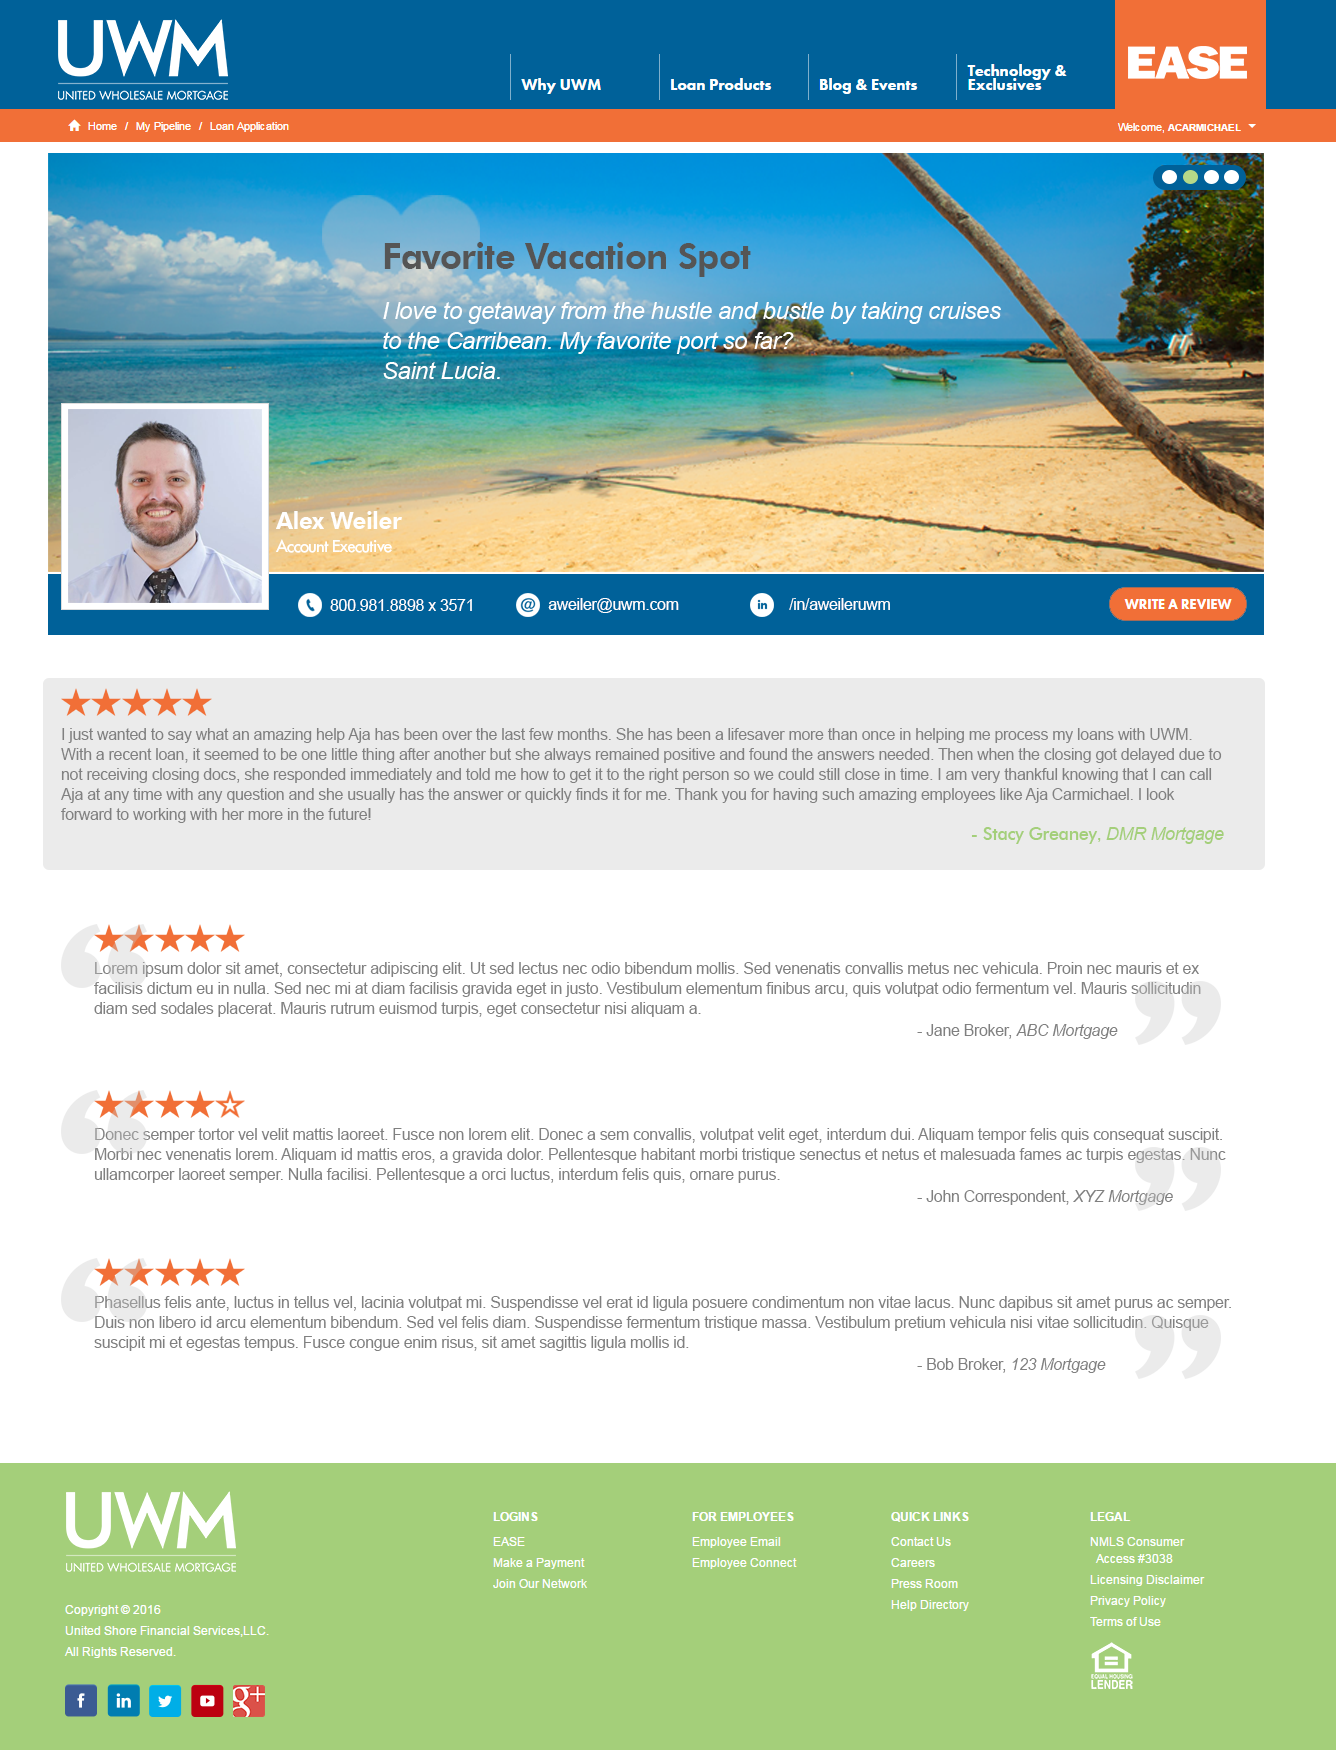 UWM
UNITED WHOLESALE MORTGAGE
Why UWM
Loan Products
Blog & Events
Technology &
Exclusives
EASE
Home / My Pipeline / Loan Application
Welcome, ACARMICHAEL
Favorite Vacation Spot
I love to getaway from the hustle and bustle by taking cruises
to the Carribean. My favorite port so far?
Saint Lucia.
Alex Weiler
Account Executive
800.981.8898 x 3571
@ aweiler@uwm.com
in /in/aweileruwm
WRITE A REVIEW
I just wanted to say what an amazing help Aja has been over the last few months. She has been a lifesaver more than once in helping me process my loans with UWM.
With a recent loan, it seemed to be one little thing after another but she always remained positive and found the answers needed. Then when the closing got delayed due to
not receiving closing docs, she responded immediately and told me how to get it to the right person so we could still close in time. I am very thankful knowing that I can call
Aja at any time with any question and she usually has the answer or quickly finds it for me. Thank you for having such amazing employees like Aja Carmichael. I look
forward to working with her more in the future!
- Stacy Greaney, DMR Mortgage
Lorem ipsum dolor sit amet, consectetur adipiscing elit. Ut sed lectus nec odio bibendum mollis. Sed venenatis convallis metus nec vehicula. Proin nec mauris et ex
facilisis dictum eu in nulla. Sed nec mi at diam facilisis gravida eget in justo. Vestibulum elementum finibus arcu, quis volutpat odio fermentum vel. Mauris sollicitudin
diam sed sodales placerat. Mauris rutrum euismod turpis, eget consectetur nisi aliquam a.
- Jane Broker, ABC Mortgage
Donec semper tortor vel velit mattis laoreet. Fusce non lorem elit. Donec a sem convallis, volutpat velit eget, interdum dui. Aliquam tempor felis quis consequat suscipit.
Morbi nec venenatis lorem. Aliquam id mattis eros, a gravida dolor. Pellentesque habitant morbi tristique senectus et netus et malesuada fames ac turpis egestas. Nunc
ullamcorper laoreet semper. Nulla facilisi. Pellentesque a orci luctus, interdum felis quis, ornare purus.
- John Correspondent, XYZ Mortgage
Phasellus felis ante, luctus in tellus vel, lacinia volutpat mi. Suspendisse vel erat id ligula posuere condimentum non vitae lacus. Nunc dapibus sit amet purus ac semper.
Duis non libero id arcu elementum bibendum. Sed vel felis diam. Suspendisse fermentum tristique massa. Vestibulum pretium vehicula nisi vitae sollicitudin. Quisque
suscipit mi et egestas tempus. Fusce congue enim risus, sit amet sagittis ligula mollis id.
- Bob Broker, 123 Mortgage
UWM
UNITED WHOLESALE MORTGAGE
Copyright © 2016
United Shore Financial Services,LLC.
All Rights Reserved.
f in g+
LOGINS
EASE
Make a Payment
Join Our Network
FOR EMPLOYEES
Employee Email
Employee Connect
QUICK LINKS
Contact Us
Careers
Press Room
Help Directory
LEGAL
NMLS Consumer
Access #3038
Licensing Disclaimer
Privacy Policy
Terms of Use
EQUAL HOUSING
LENDER